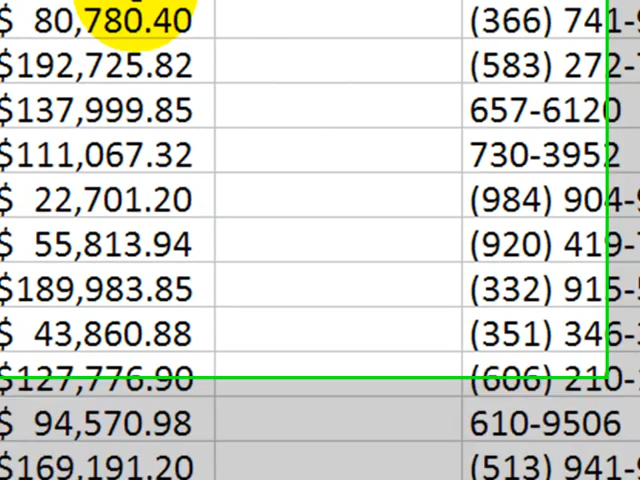 $ 80,780.40 (366) 741-
$192,725.82 (583) 272-
$137,999.85 657-6120
$111,067.32 730-3952
$ 22,701.20 (984) 904-
$ 55,813.94 (920) 419-
$189,983.85 (332) 915-
$ 43,860.88 (351) 346-
$127,776.90 (606) 210-
$ 94,570.98 610-9506
$169,191.20 (513) 941-